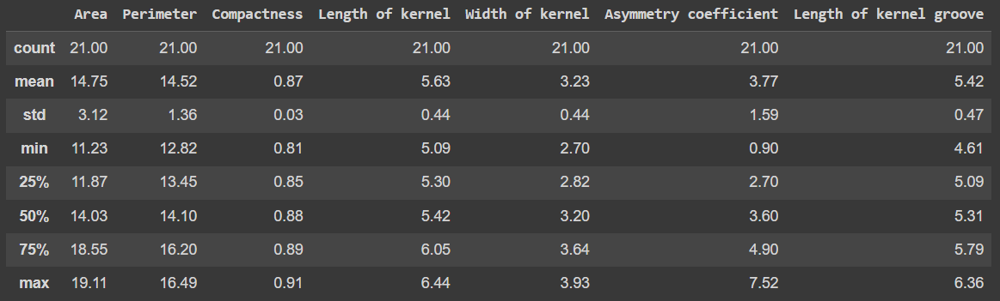 Area Perimeter Compactness Length of kernel Width of kernel Asymmetry coefficient Length of kernel groove
count 21.00 21.00 21.00 21.00 21.00 21.00 21.00
mean 14.75 14.52 0.87 5.63 3.23 3.77 5.42
std 3.12 1.36 0.03 0.44 0.44 1.59 0.47
min 11.23 12.82 0.81 5.09 2.70 0.90 4.61
25% 11.87 13.45 0.85 5.30 2.82 2.70 5.09
50% 14.03 14.10 0.88 5.42 3.20 3.60 5.31
75% 18.55 16.20 0.89 6.05 3.64 4.90 5.79
max 19.11 16.49 0.91 6.44 3.93 7.52 6.36